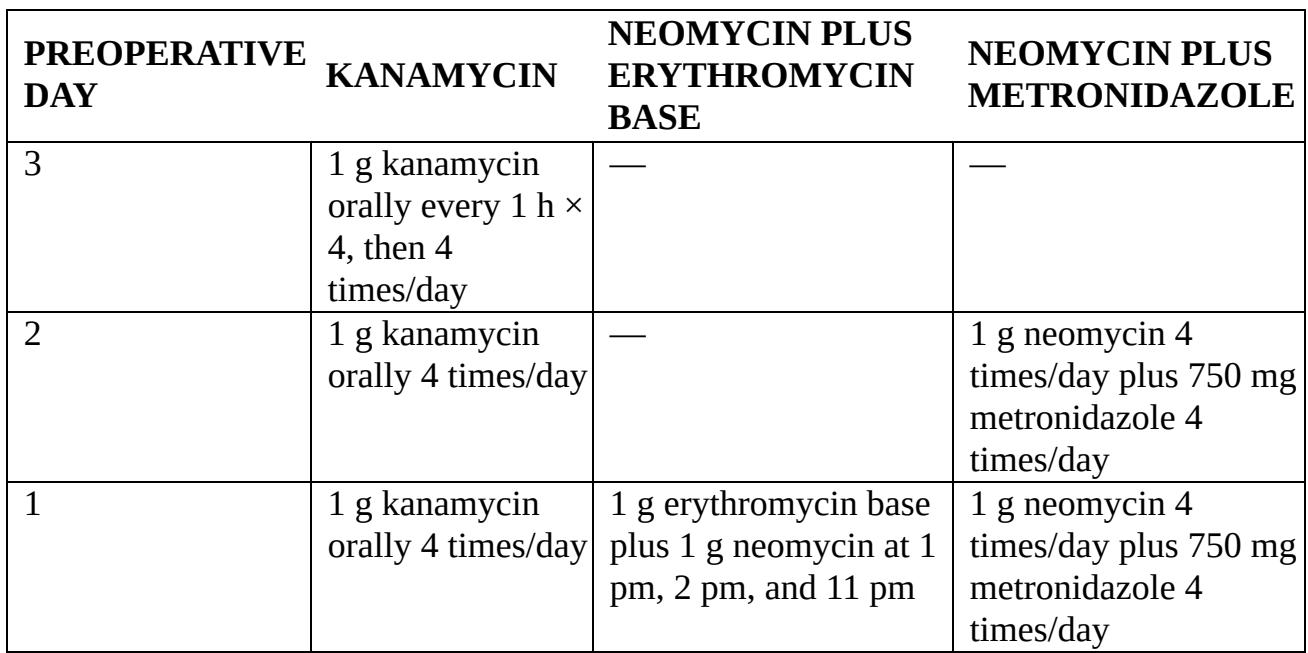 PREOPERATIVE
DAY
KANAMYCIN
NEOMYCIN PLUS
ERYTHROMYCIN
BASE
NEOMYCIN PLUS
METRONIDAZOLE
3
1 g kanamycin
orally every 1 h ×
4, then 4
times/day
—
—
2
1 g kanamycin
orally 4 times/day
—
1 g neomycin 4
times/day plus 750 mg
metronidazole 4
times/day
1
1 g kanamycin
orally 4 times/day
1 g erythromycin base
plus 1 g neomycin at 1
pm, 2 pm, and 11 pm
1 g neomycin 4
times/day plus 750 mg
metronidazole 4
times/day